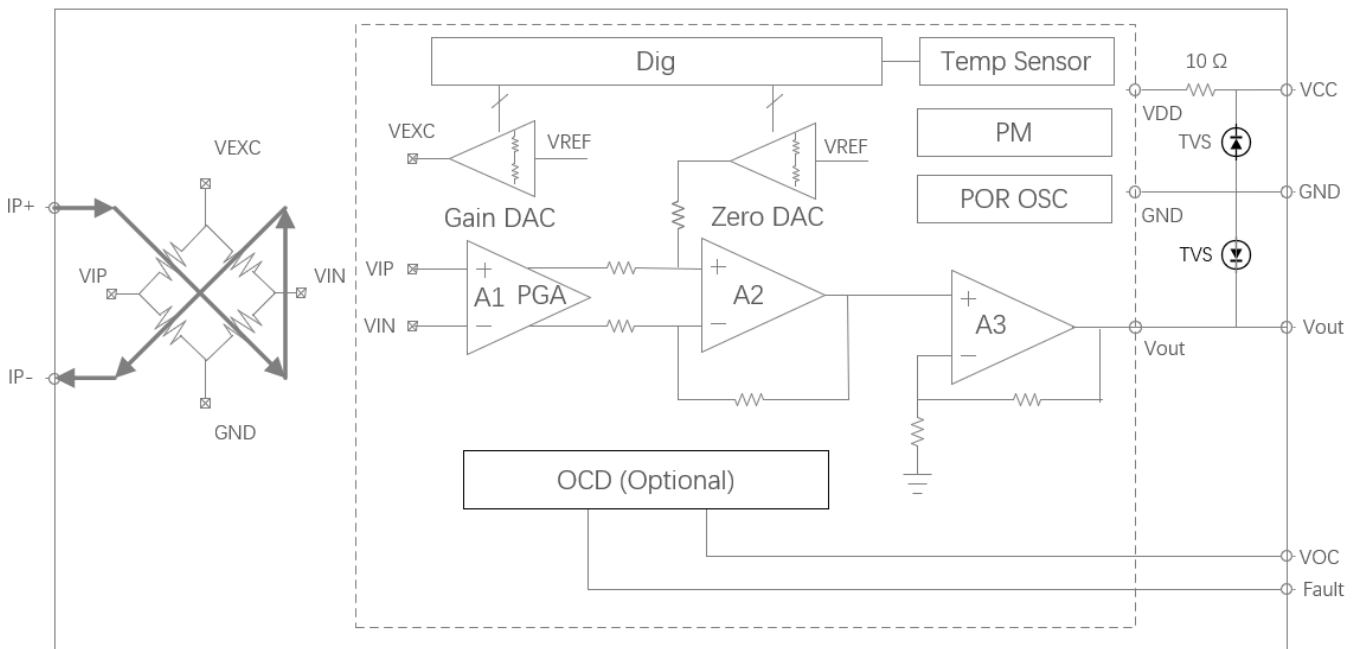 Dig
Temp Sensor
10 Ω
VCC
VDD
PM
TVS
VEXC
VREF
VREF
VEXC
POR OSC
GND
GND
IP+
Gain DAC
Zero DAC
TVS
VIP
VIN
VIP
+
+
A1 PGA
A2
+
VIN
−
−
A3
Vout
Vout
−
IP-
GND
OCD (Optional)
VOC
Fault